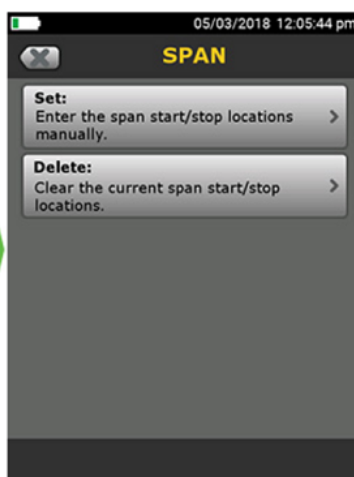 05/03/2018 12:05:44 pm
SPAN
Set:
Enter the span start/stop locations
manually.
Delete:
Clear the current span start/stop
locations.